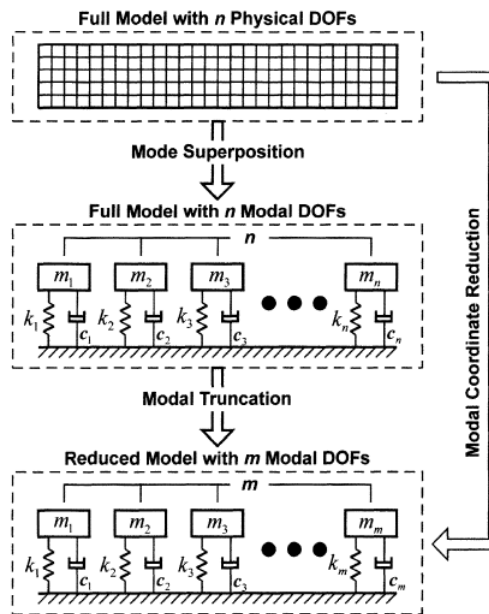 Full Model with n Physical DOFs
Mode Superposition
Full Model with n Modal DOFs
n
m1 m2 m3 mn
k1 c1 k2 c2 k3 c3 kn cn
Modal Truncation
Reduced Model with m Modal DOFs
m
m1 m2 m3 mm
k1 c1 k2 c2 k3 c3 km cm
Modal Coordinate Reduction